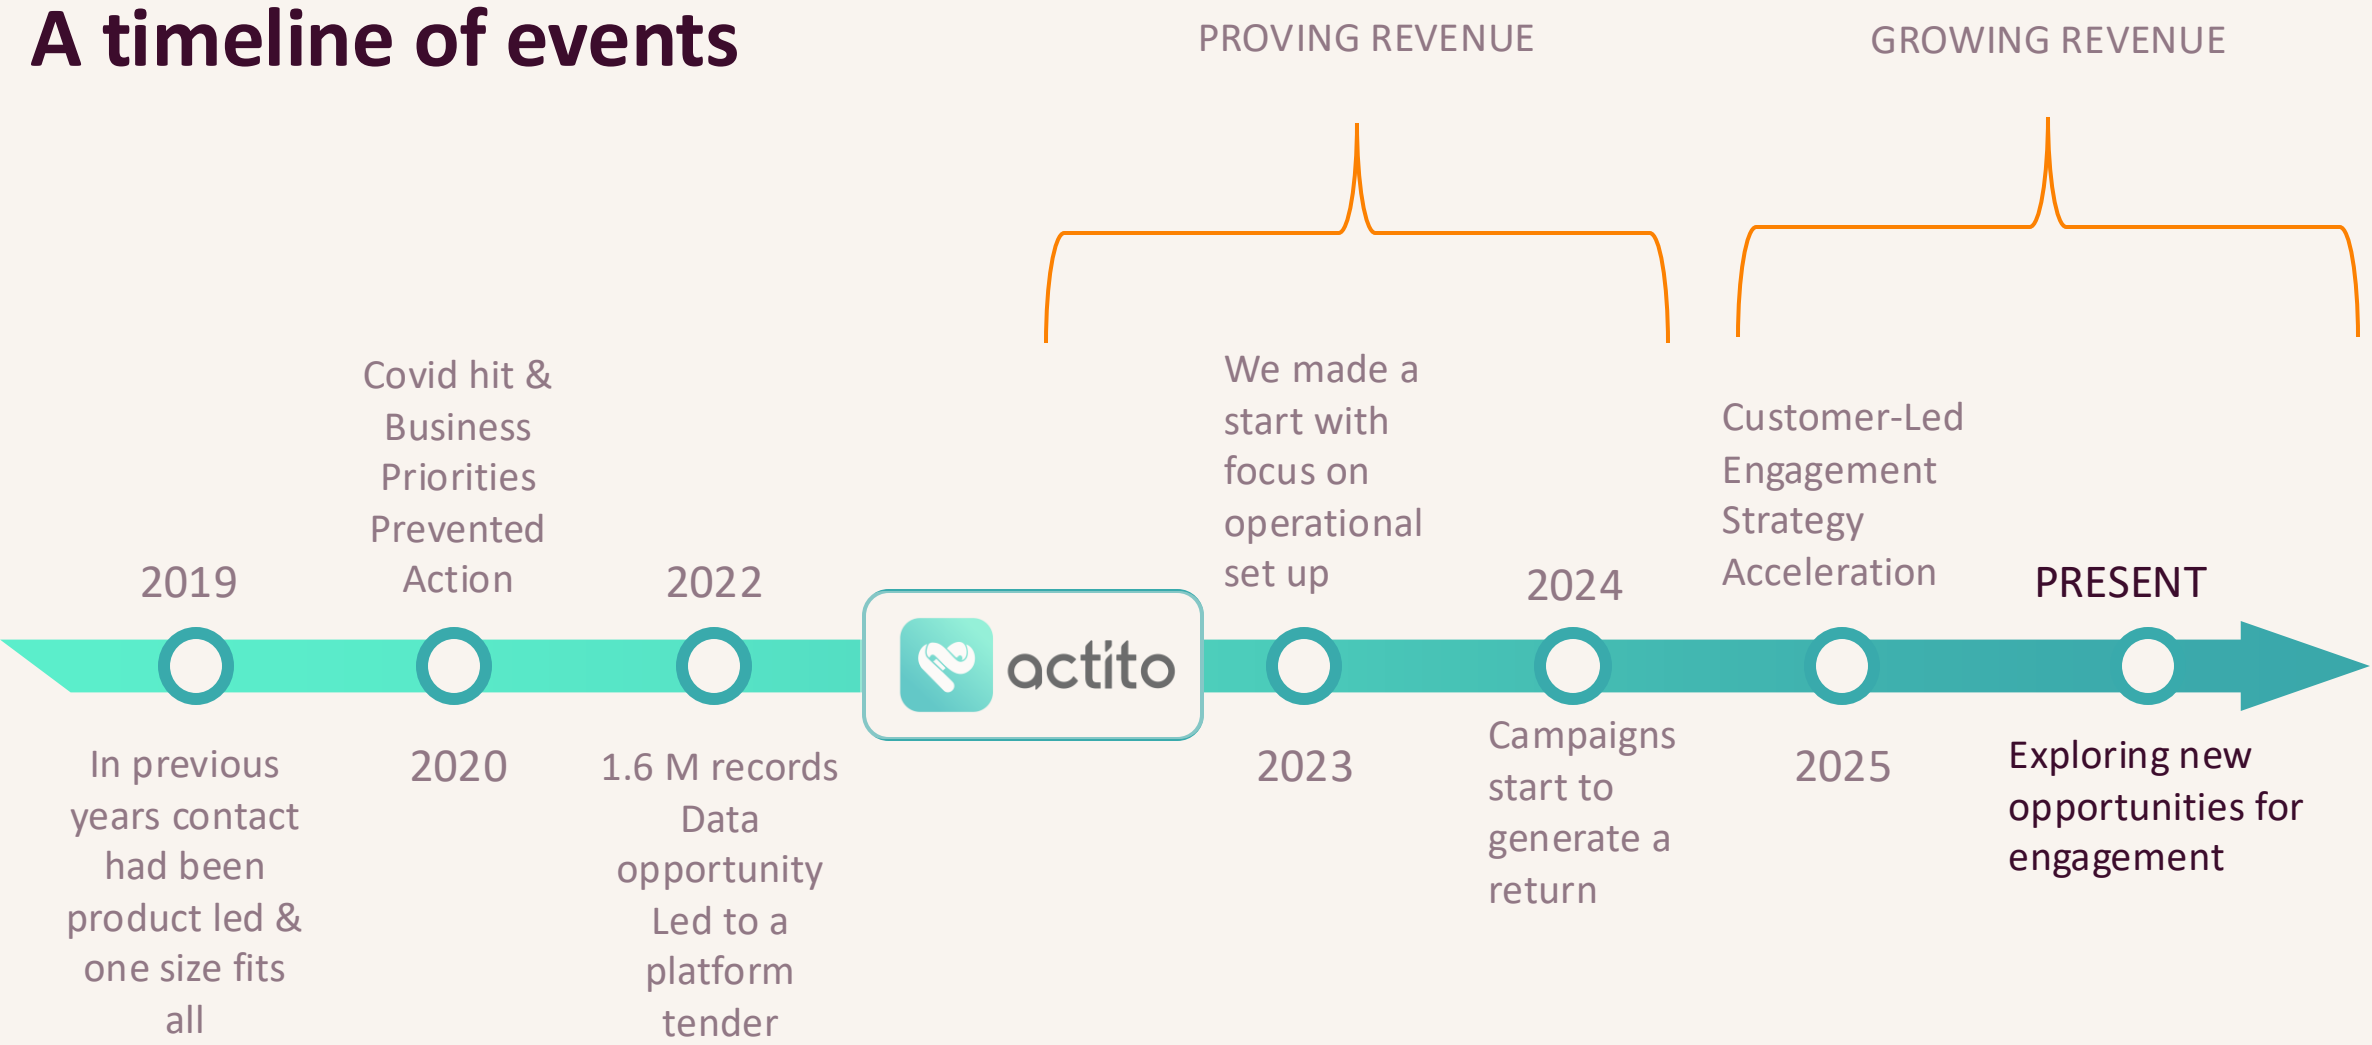 A timeline of events
PROVING REVENUE
GROWING REVENUE
2019
In previous
years contact
had been
product led &
one size fits
all
Covid hit &
Business
Priorities
Prevented
Action
2020
2022
1.6 M records
Data
opportunity
Led to a
platform
tender
actito
We made a
start with
focus on
operational
set up
2023
2024
Campaigns
start to
generate a
return
Customer-Led
Engagement
Strategy
Acceleration
2025
PRESENT
Exploring new
opportunities for
engagement